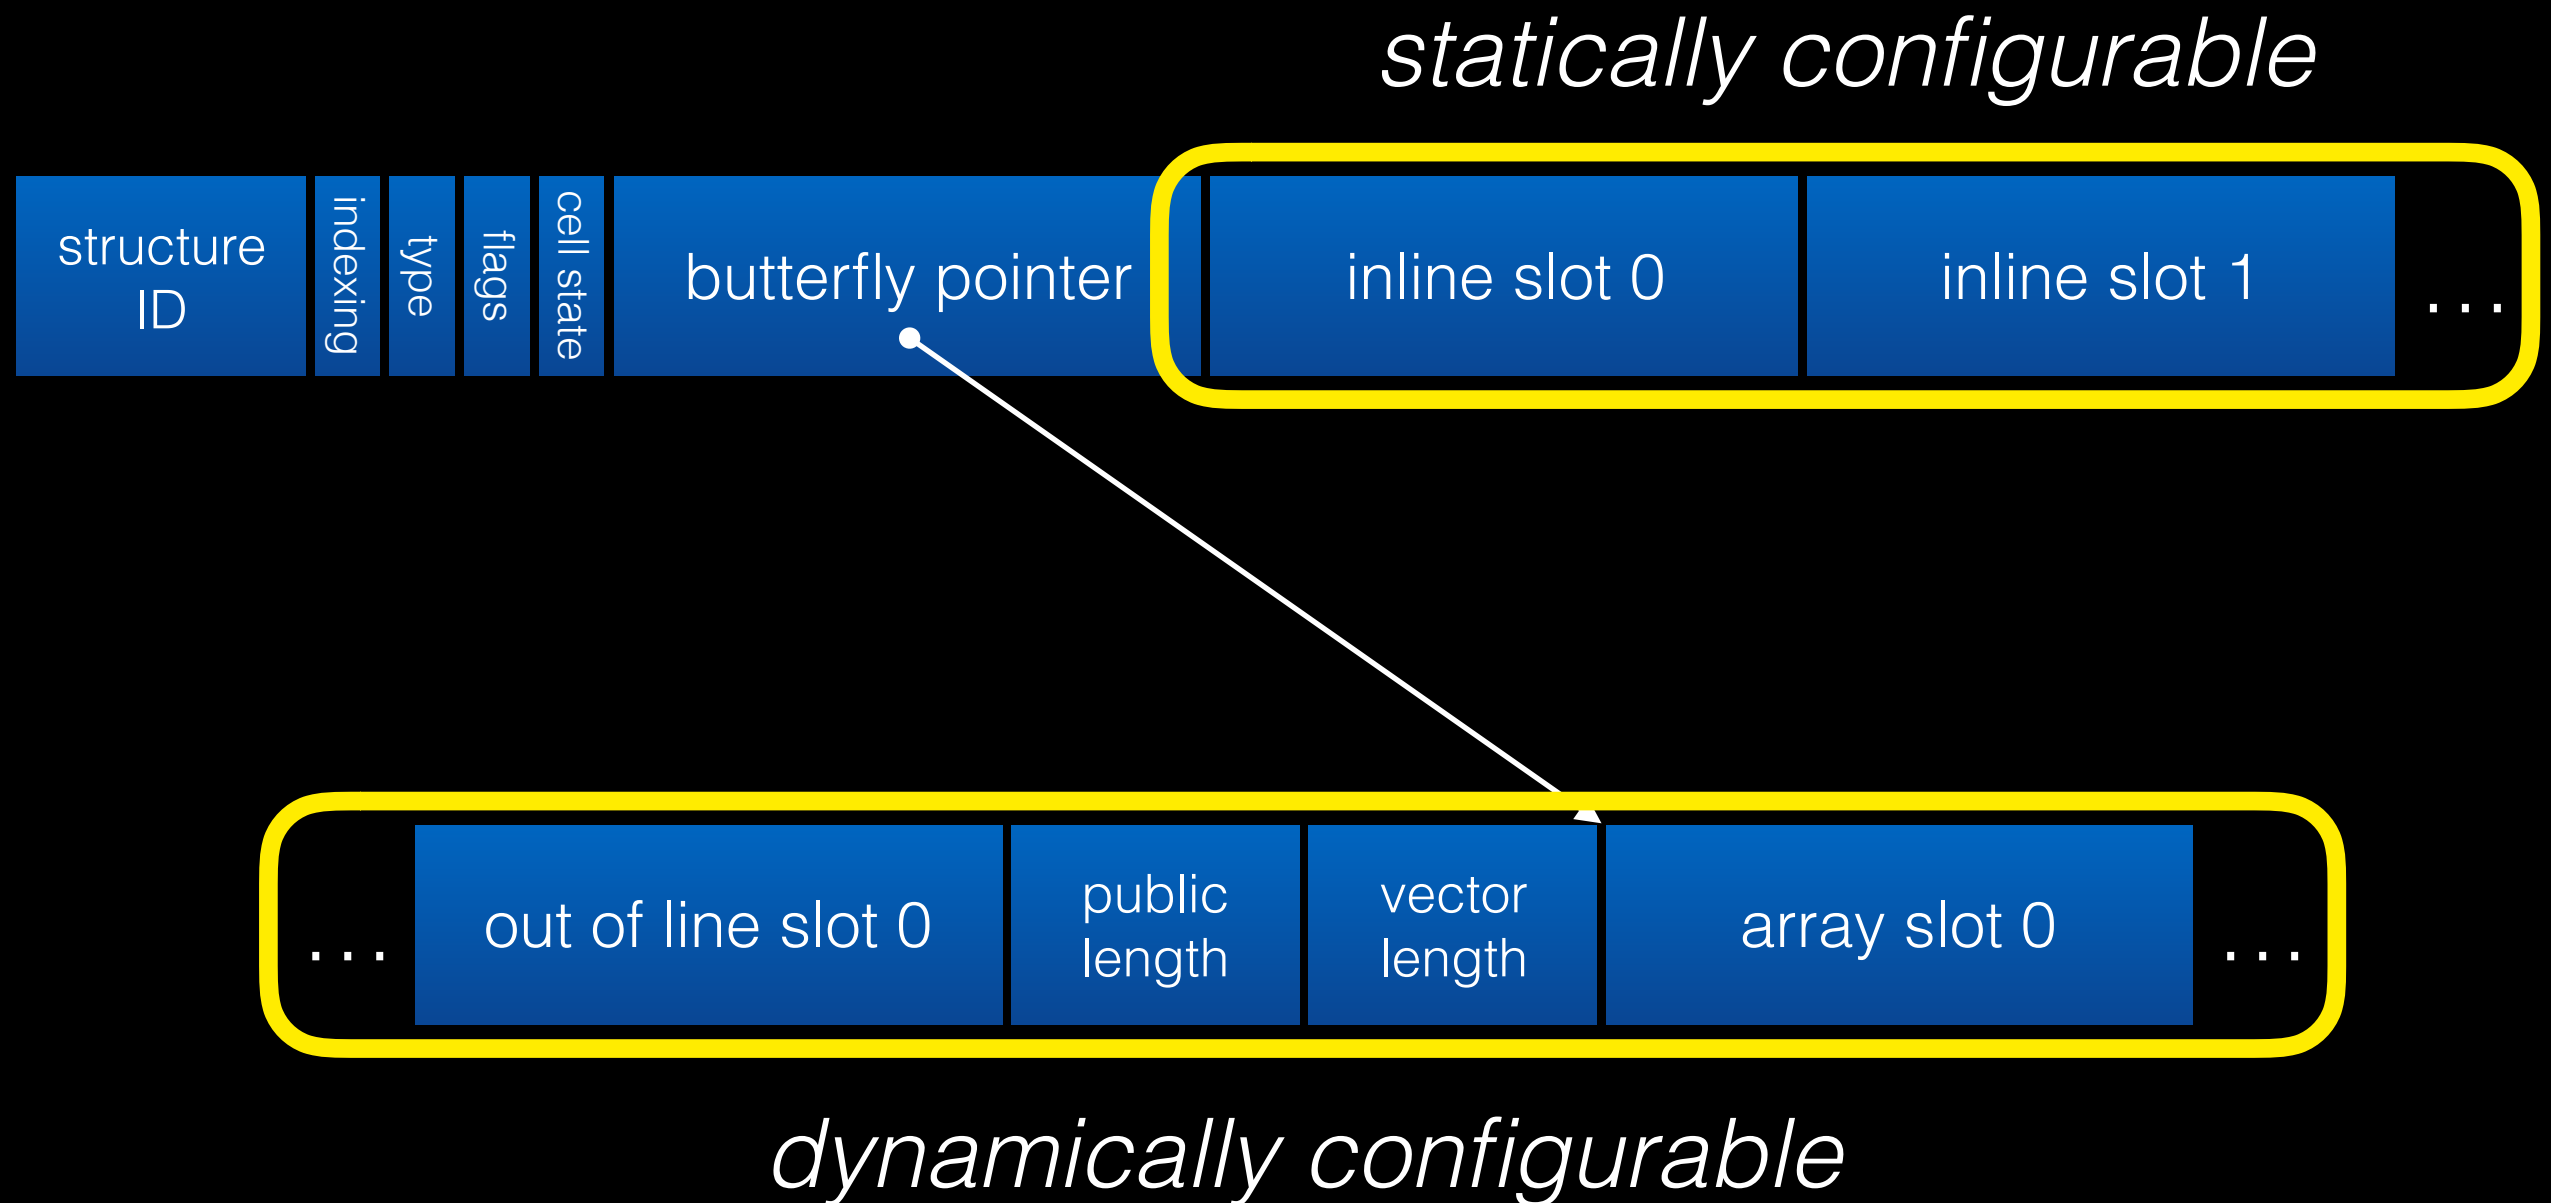 statically configurable
structure
ID
indexing
type
flags
cell state
butterfly pointer
inline slot 0
inline slot 1
...
...
out of line slot 0
public
length
vector
length
array slot 0
...
dynamically configurable